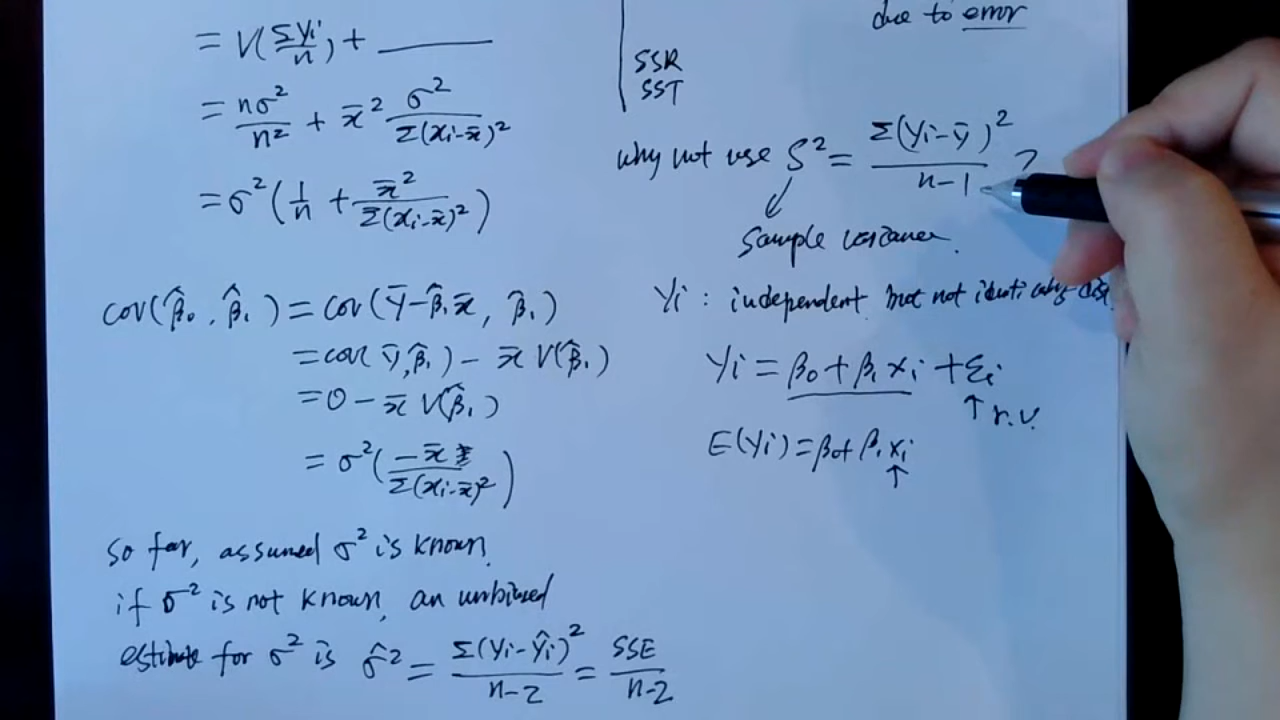 = V(Σyi/n) + ______
= nσ²/n² + x̄² σ²/Σ(xi-x̄)²
= σ²(1/n + x̄²/Σ(xi-x̄)²)
cov(β̂₀, β̂₁) = cov(ȳ-β̂₁x̄, β̂₁)
= cov(ȳ, β̂₁) - x̄ V(β̂₁)
= 0 - x̄ V(β̂₁)
= σ²(-x̄/Σ(xi-x̄)²)
So far, assumed σ² is known.
if σ² is not known, an unbiased
estimate for σ² is σ̂² = Σ(yi-ŷi)²/n-2 = SSE/n-2
due to error
SSR
SST
why not use S² = Σ(yi-ȳ)²/n-1 ?
Sample variance.
Yi : independent but not identically dist
Yi = β₀ + β₁xi + εi
↑ r.v.
E(Yi) = β₀ + β₁xi
↑